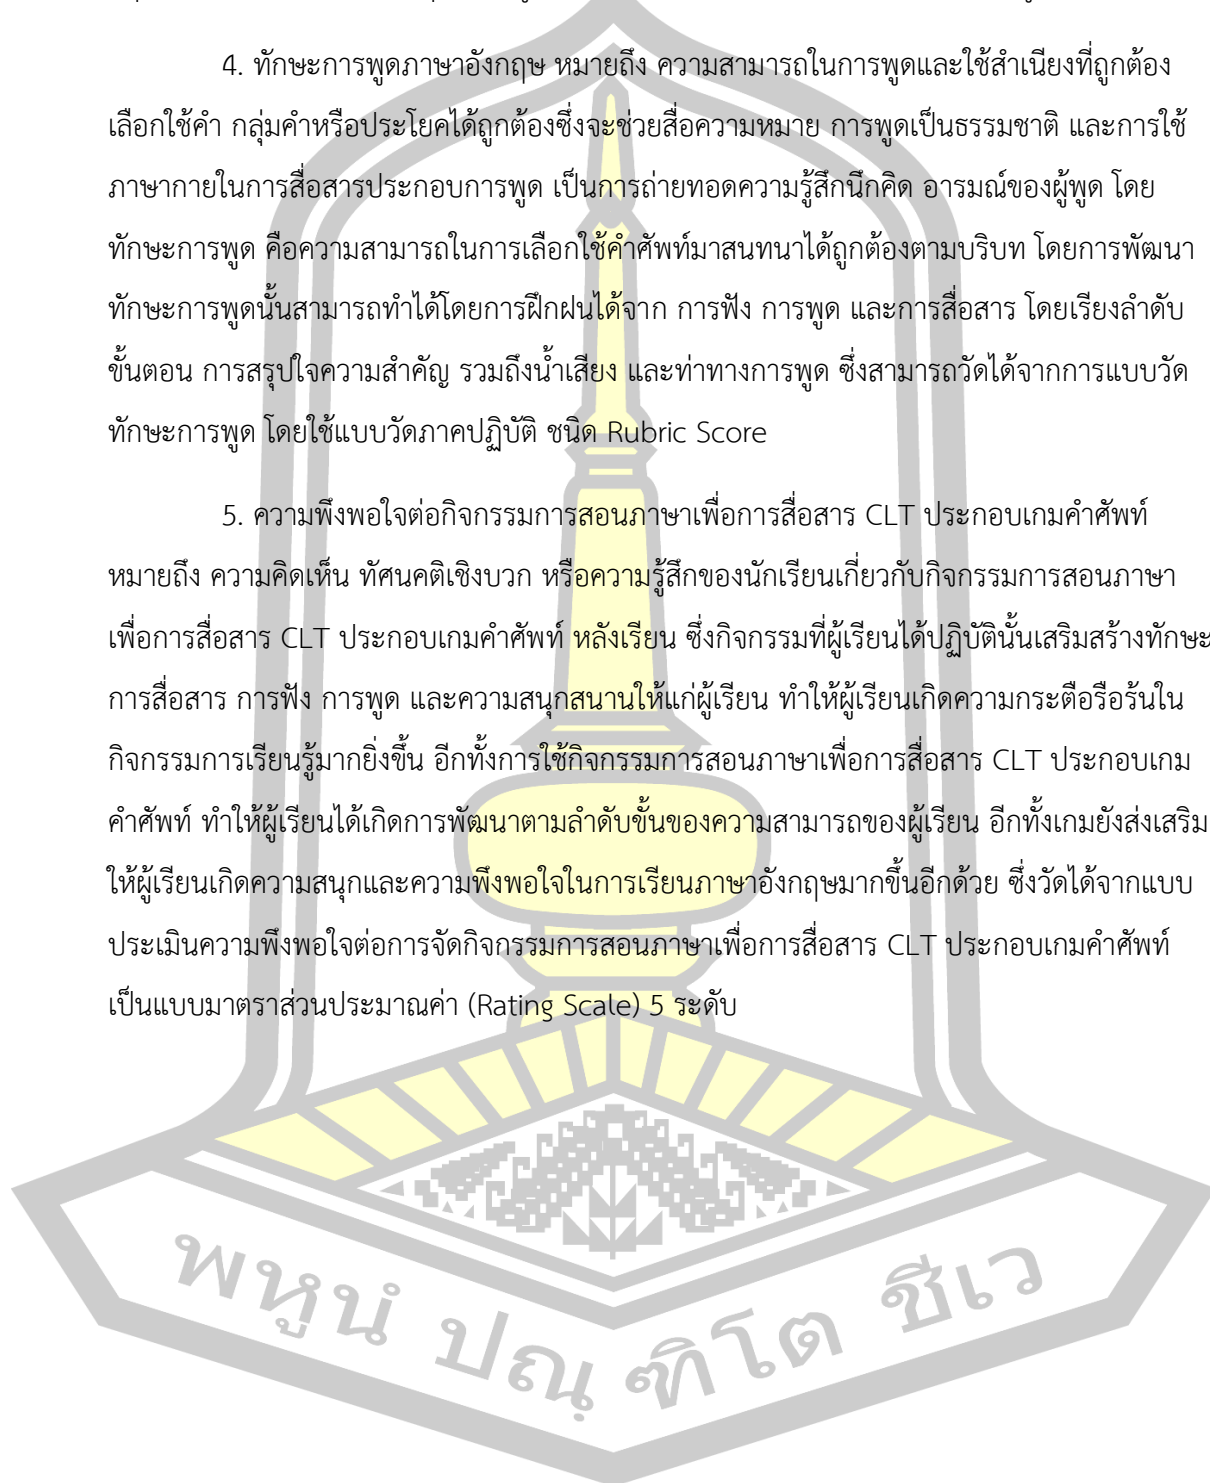 4. ทักษะการพูดภาษาอังกฤษ หมายถึง ความสามารถในการพูดและใช้สำเนียงที่ถูกต้อง
เลือกใช้คำ กลุ่มคำหรือประโยคได้ถูกต้องซึ่งจะช่วยสื่อความหมาย การพูดเป็นธรรมชาติ และการใช้
ภาษากายในการสื่อสารประกอบการพูด เป็นการถ่ายทอดความรู้สึกนึกคิด อารมณ์ของผู้พูด โดย
ทักษะการพูด คือความสามารถในการเลือกใช้คำศัพท์มาสนทนาได้ถูกต้องตามบริบท โดยการพัฒนา
ทักษะการพูดนั้นสามารถทำได้โดยการฝึกฝนได้จาก การฟัง การพูด และการสื่อสาร โดยเรียงลำดับ
ขั้นตอน การสรุปใจความสำคัญ รวมถึงน้ำเสียง และท่าทางการพูด ซึ่งสามารถวัดได้จากการแบบวัด
ทักษะการพูด โดยใช้แบบวัดภาคปฏิบัติ ชนิด Rubric Score
5. ความพึงพอใจต่อกิจกรรมการสอนภาษาเพื่อการสื่อสาร CLT ประกอบเกมคำศัพท์
หมายถึง ความคิดเห็น ทัศนคติเชิงบวก หรือความรู้สึกของนักเรียนเกี่ยวกับกิจกรรมการสอนภาษา
เพื่อการสื่อสาร CLT ประกอบเกมคำศัพท์ หลังเรียน ซึ่งกิจกรรมที่ผู้เรียนได้ปฏิบัตินั้นเสริมสร้างทักษะ
การสื่อสาร การฟัง การพูด และความสนุกสนานให้แก่ผู้เรียน ทำให้ผู้เรียนเกิดความกระตือรือร้นใน
กิจกรรมการเรียนรู้มากยิ่งขึ้น อีกทั้งการใช้กิจกรรมการสอนภาษาเพื่อการสื่อสาร CLT ประกอบเกม
คำศัพท์ ทำให้ผู้เรียนได้เกิดการพัฒนาตามลำดับขั้นของความสามารถของผู้เรียน อีกทั้งเกมยังส่งเสริม
ให้ผู้เรียนเกิดความสนุกและความพึงพอใจในการเรียนภาษาอังกฤษมากขึ้นอีกด้วย ซึ่งวัดได้จากแบบ
ประเมินความพึงพอใจต่อการจัดกิจกรรมการสอนภาษาเพื่อการสื่อสาร CLT ประกอบเกมคำศัพท์
เป็นแบบมาตราส่วนประมาณค่า (Rating Scale) 5 ระดับ
พหูนํ ปณฺฑิโต ชีเว